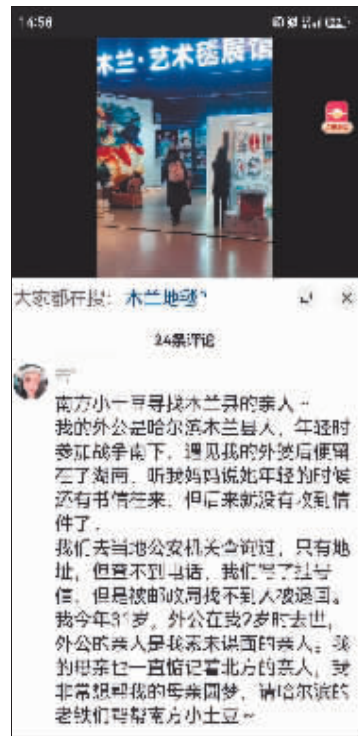 14:56
木兰·艺术毯展馆
大家都在搜：木兰地毯
24条评论
南方小土豆寻找木兰县的亲人～
我的外公是哈尔滨木兰县人，年轻时
参加战争南下，遇见我的外婆后便留
在了湖南，听我妈妈说她年轻的时候
还有书信往来，但后来就没有收到信
件了。
我们去当地公安机关查询过，只有地
址，但查不到电话，我们写了挂号
信，但是被邮政局找不到人被退回。
我今年31岁，外公在我2岁时去世，
外公的亲人是我素未谋面的亲人，我
的母亲也一直惦记着北方的亲人，我
非常想帮我的母亲圆梦，请哈尔滨的
老铁们帮帮南方小土豆～